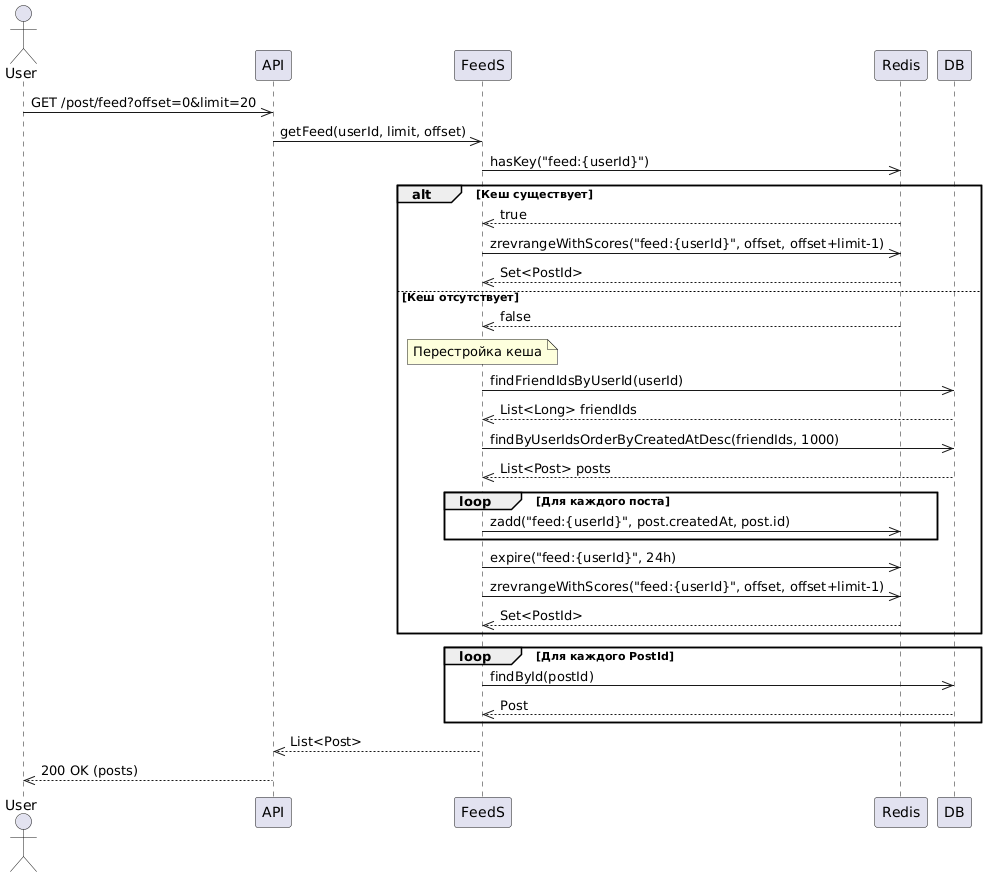 User
API
FeedS
Redis
DB
GET /post/feed?offset=0&limit=20
getFeed(userId, limit, offset)
hasKey("feed:{userId}")
alt
[Кеш существует]
true
zrevrangeWithScores("feed:{userId}", offset, offset+limit-1)
Set<PostId>
[Кеш отсутствует]
false
Перестройка кеша
findFriendIdsByUserId(userId)
List<Long> friendIds
findByUserIdsOrderByCreatedAtDesc(friendIds, 1000)
List<Post> posts
loop
[Для каждого поста]
zadd("feed:{userId}", post.createdAt, post.id)
expire("feed:{userId}", 24h)
zrevrangeWithScores("feed:{userId}", offset, offset+limit-1)
Set<PostId>
loop
[Для каждого PostId]
findById(postId)
Post
List<Post>
200 OK (posts)
User
API
FeedS
Redis
DB